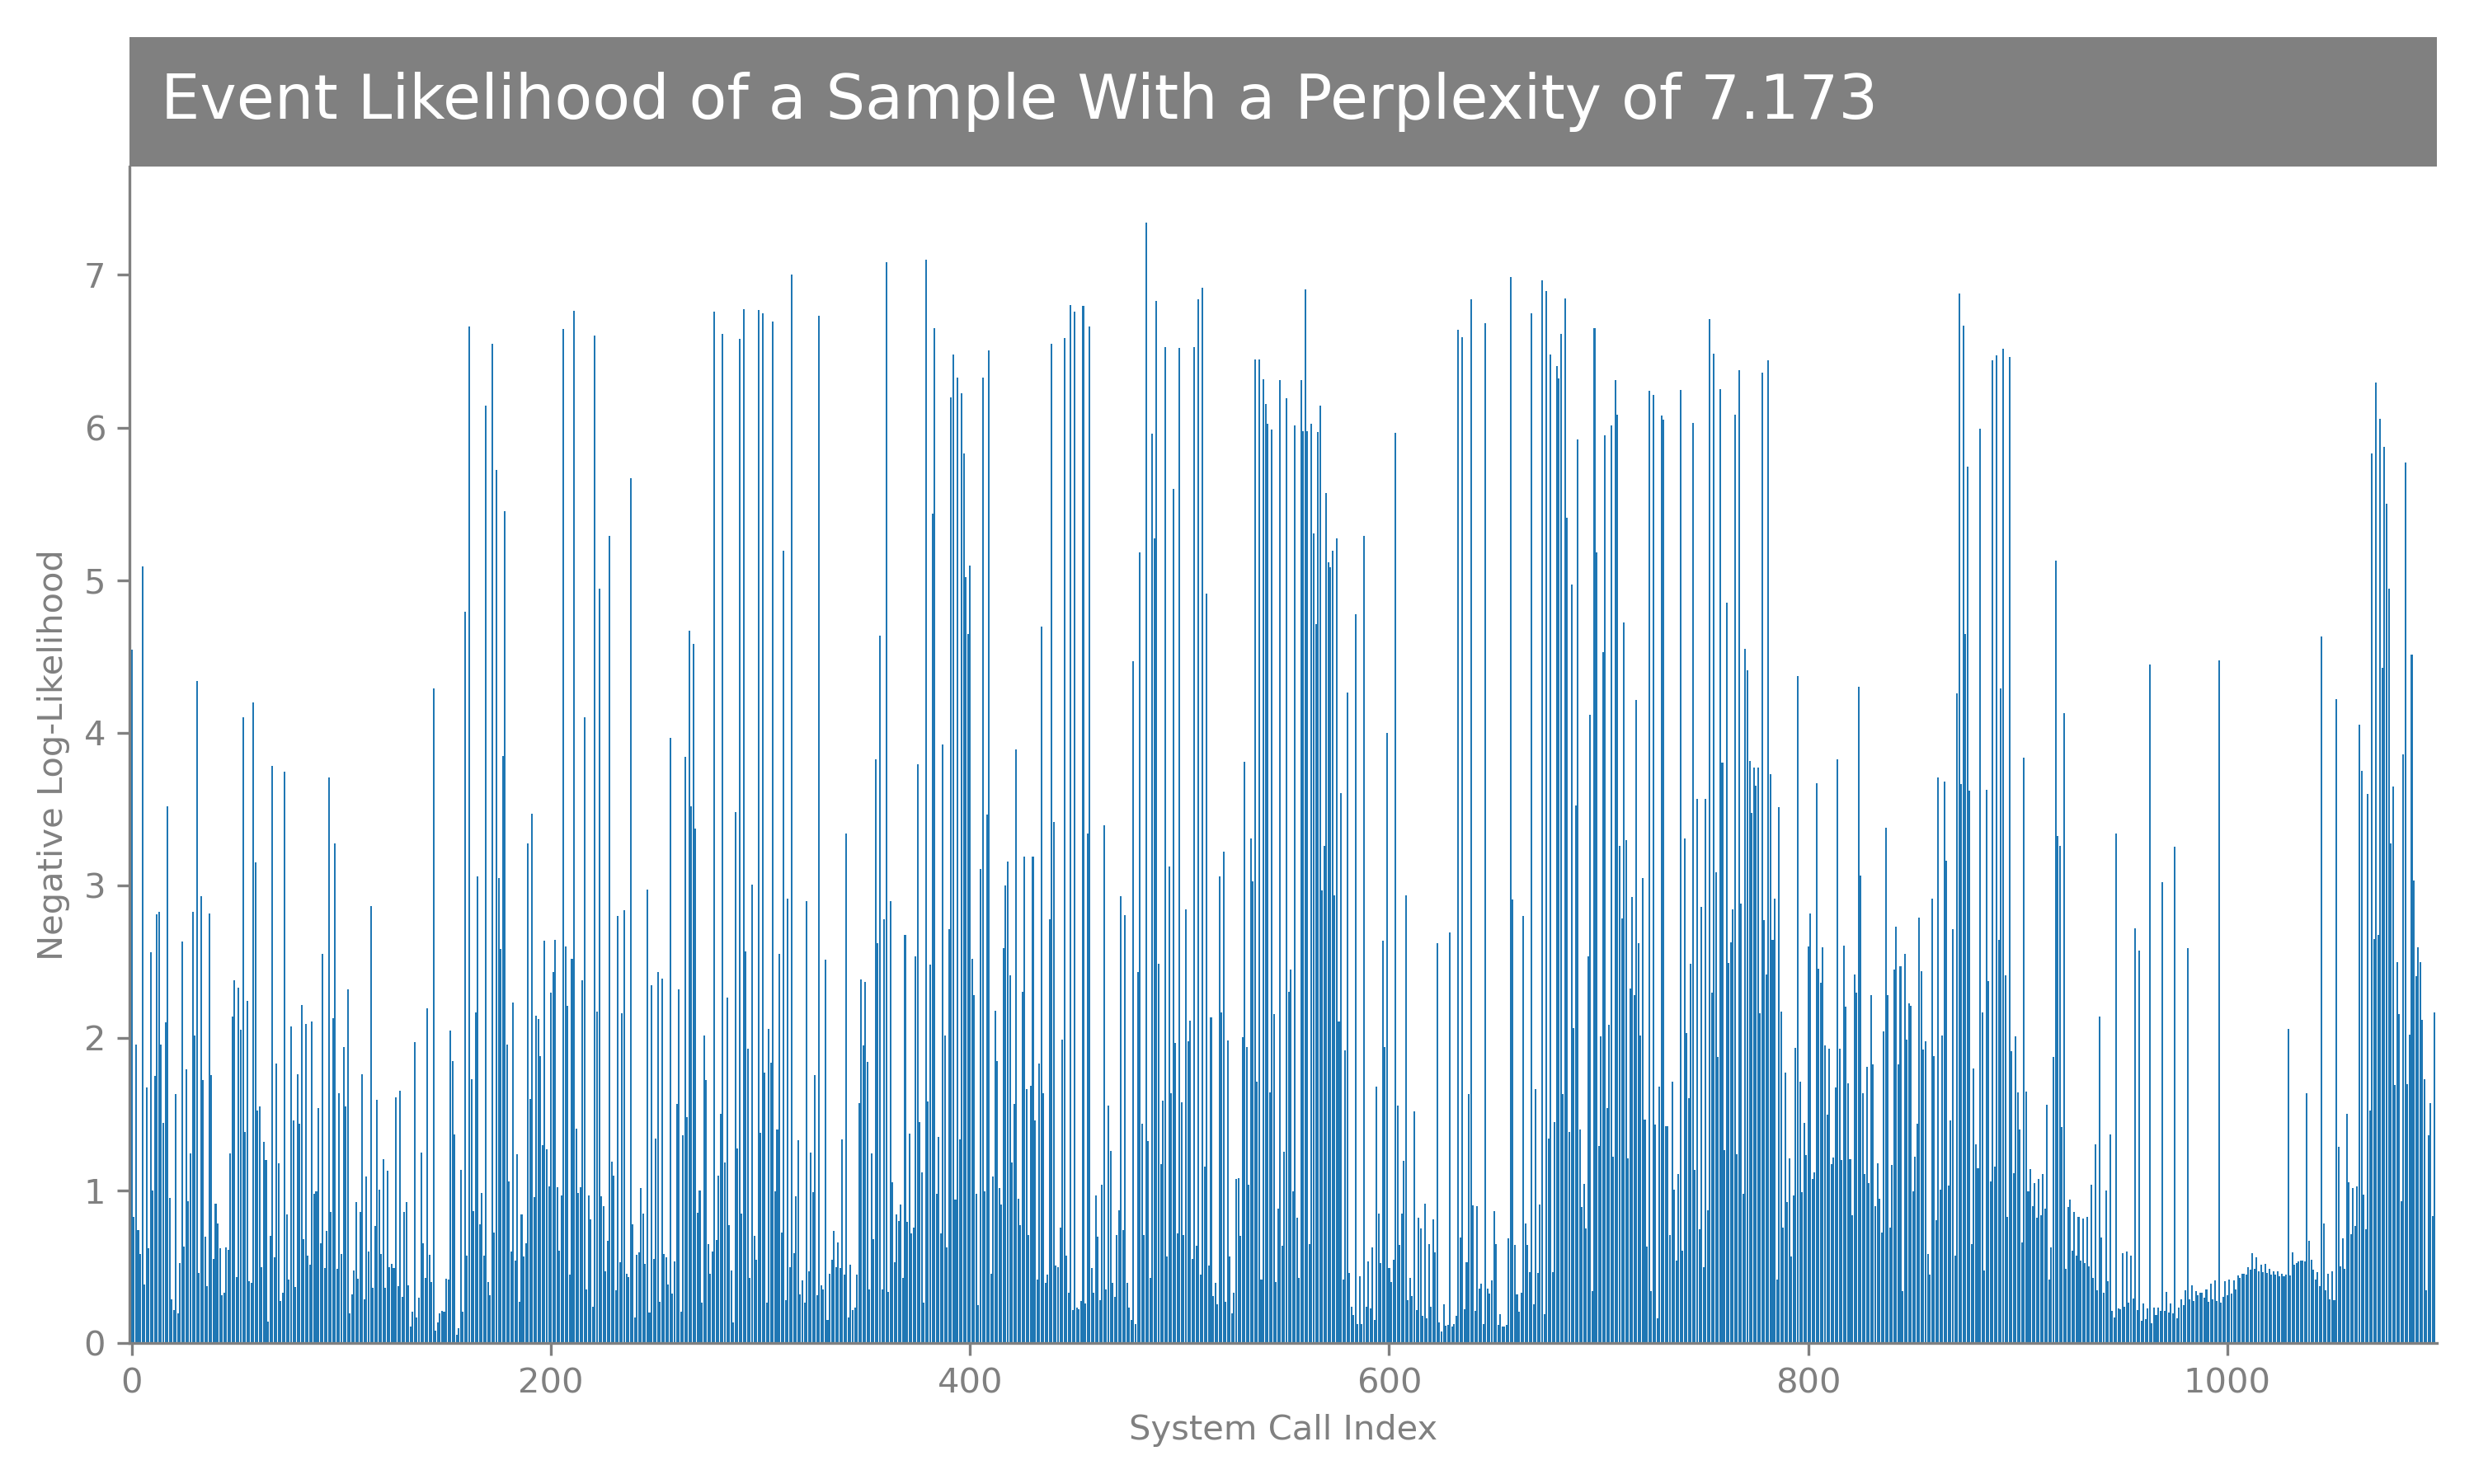 Event Likelihood of a Sample With a Perplexity of 7.173
7
6
5
4
3
2
1
0
Negative Log-Likelihood
0 200 400 600 800 1000
System Call Index